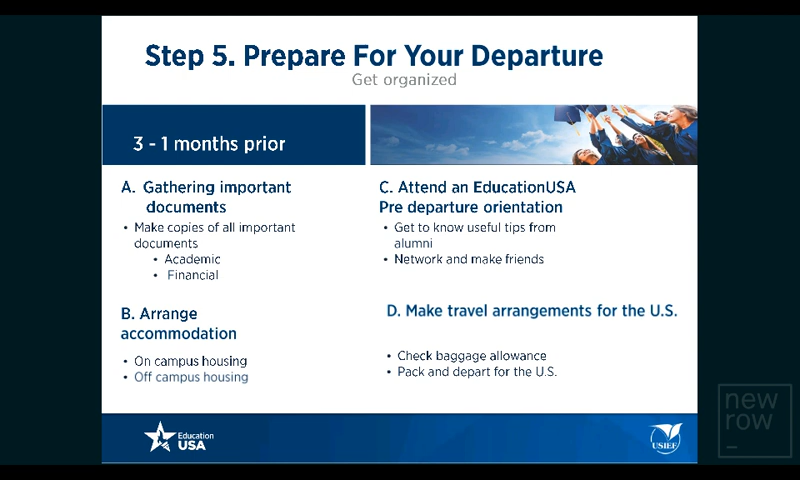 Step 5. Prepare For Your Departure
Get organized
3 - 1 months prior
A. Gathering important
documents
• Make copies of all important
documents
• Academic
• Financial
B. Arrange
accommodation
• On campus housing
• Off campus housing
C. Attend an EducationUSA
Pre departure orientation
• Get to know useful tips from
alumni
• Network and make friends
D. Make travel arrangements for the U.S.
• Check baggage allowance
• Pack and depart for the U.S.
Education
USA
USIEF
new
row